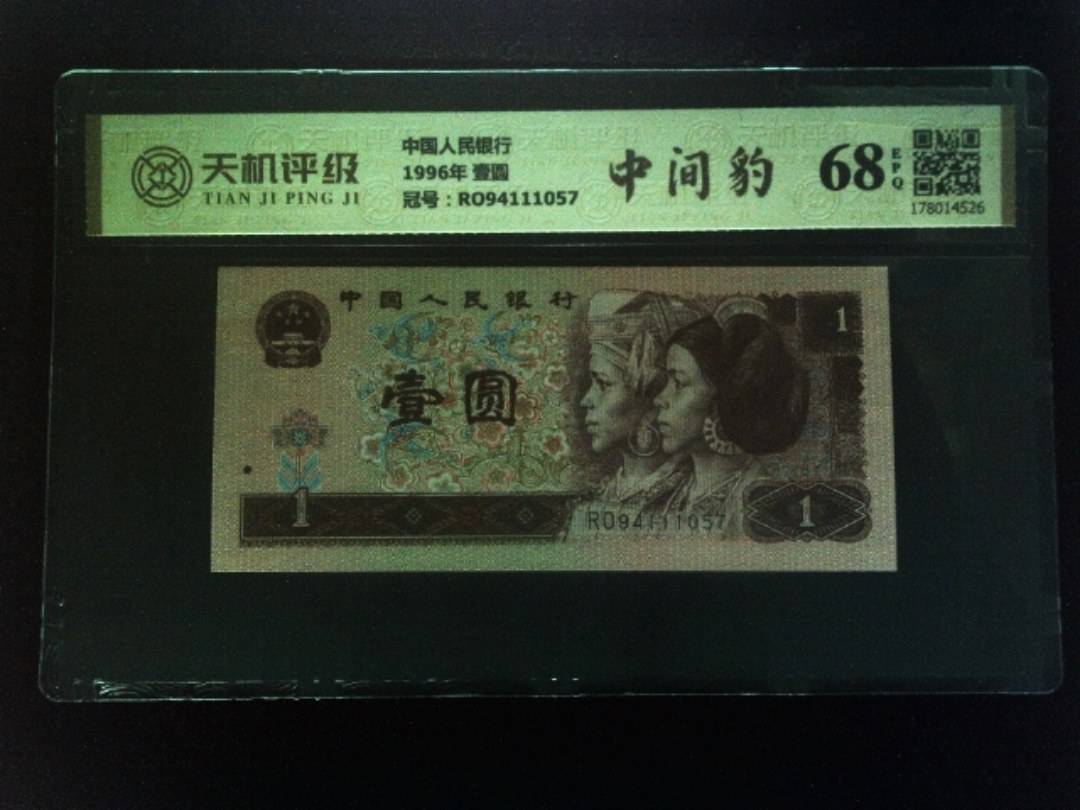 天机评级
TIAN JI PING JI
中国人民银行
1996年 壹圆
冠号：RO94111057
中间豹
68
EPQ
178014526
中国人民银行
1
壹圆
1
RO94111057
1